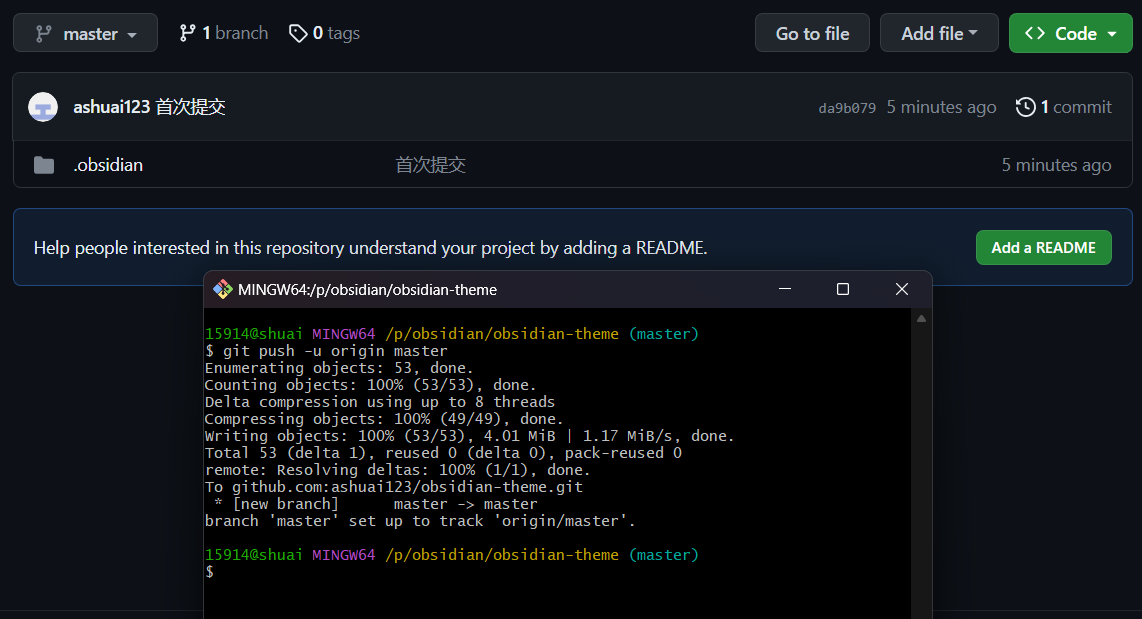 master
1 branch
0 tags
Go to file
Add file
Code
ashuai123 首次提交
da9b079 5 minutes ago
1 commit
.obsidian
首次提交
5 minutes ago
Help people interested in this repository understand your project by adding a README.
Add a README
MINGW64:/p/obsidian/obsidian-theme
15914@shuai MINGW64 /p/obsidian/obsidian-theme (master)
$ git push -u origin master
Enumerating objects: 53, done.
Counting objects: 100% (53/53), done.
Delta compression using up to 8 threads
Compressing objects: 100% (49/49), done.
Writing objects: 100% (53/53), 4.01 MiB | 1.17 MiB/s, done.
Total 53 (delta 1), reused 0 (delta 0), pack-reused 0
remote: Resolving deltas: 100% (1/1), done.
To github.com:ashuai123/obsidian-theme.git
 * [new branch]      master -> master
branch 'master' set up to track 'origin/master'.
15914@shuai MINGW64 /p/obsidian/obsidian-theme (master)
$